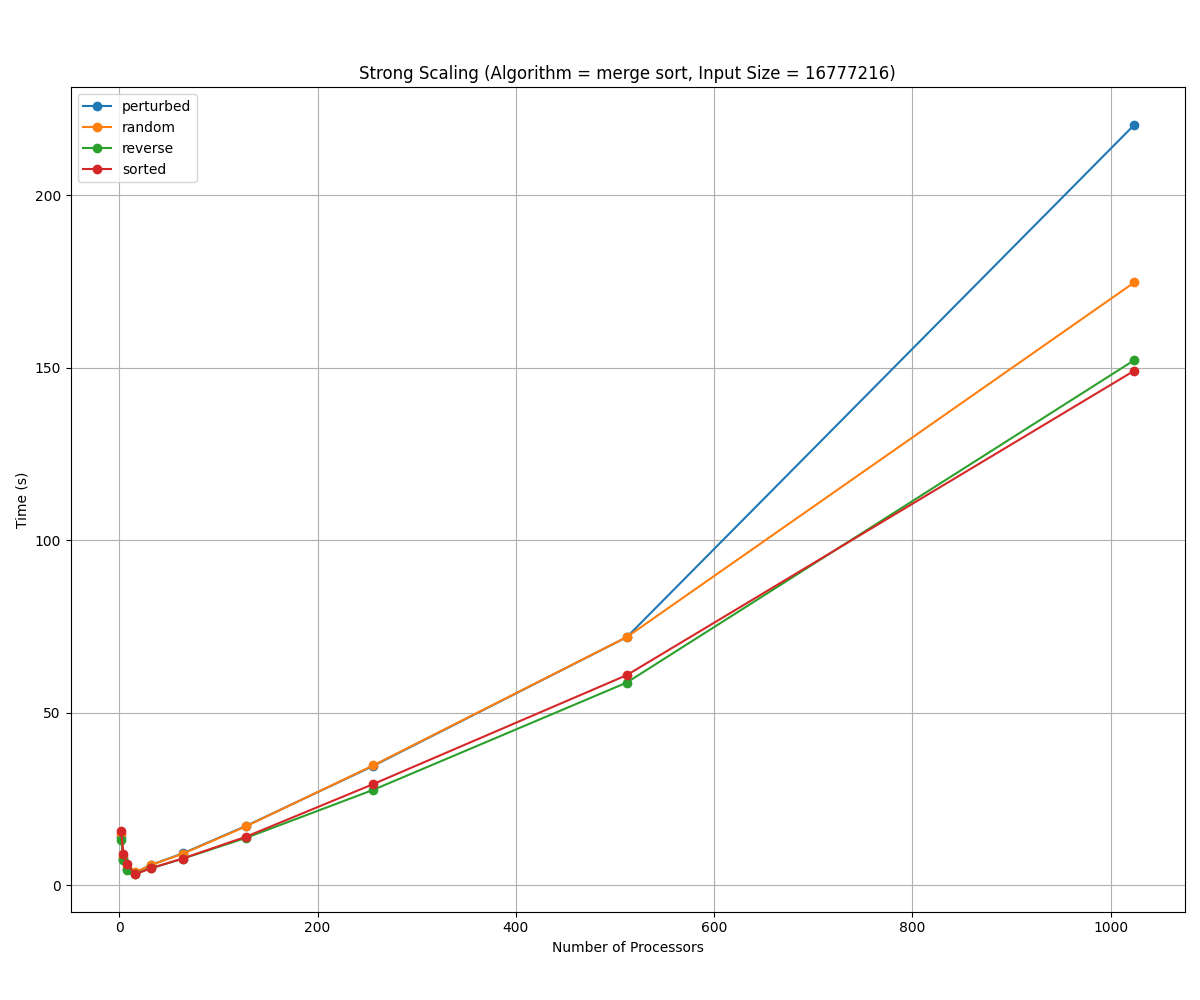 Strong Scaling (Algorithm = merge sort, Input Size = 16777216)
perturbed
random
reverse
sorted
200
150
100
50
0
Time (s)
0 200 400 600 800 1000
Number of Processors